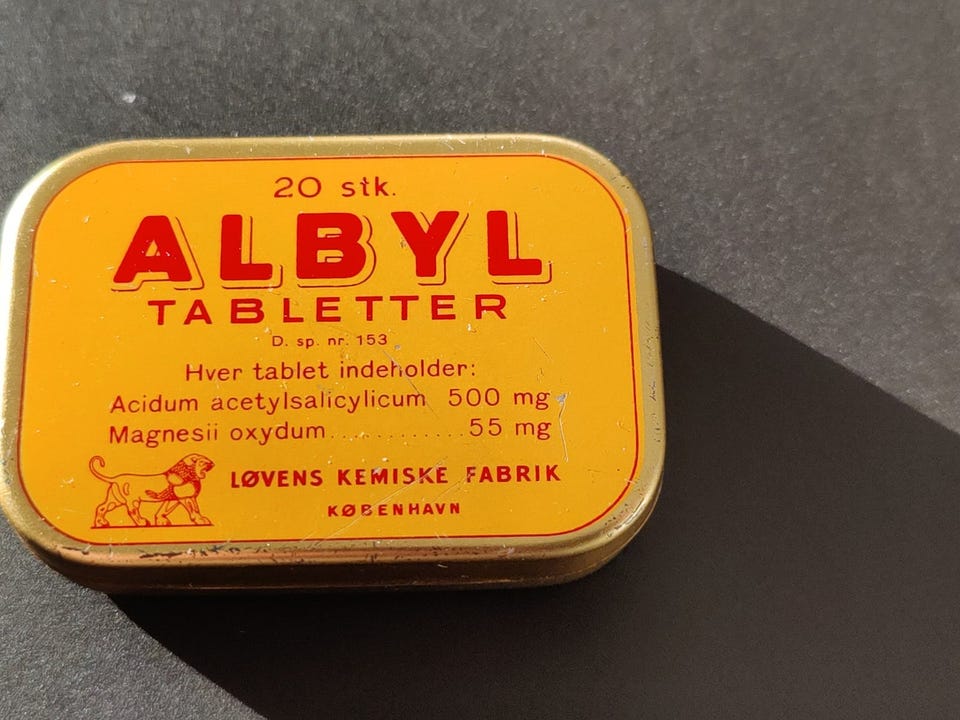 20 stk.
ALBYL
TABLETTER
D. sp. nr. 153
Hver tablet indeholder:
Acidum acetylsalicylicum 500 mg
Magnesii oxydum............55 mg
LØVENS KEMISKE FABRIK
KØBENHAVN